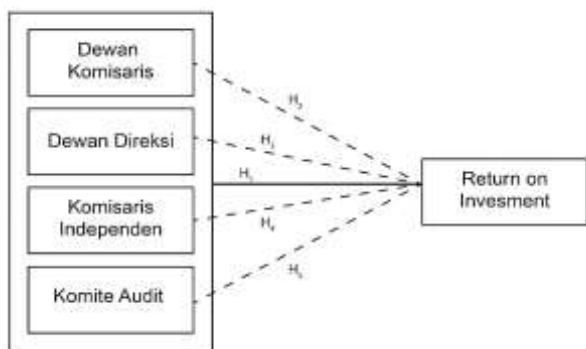 Dewan
Komisaris
Dewan Direksi
Komisaris
Independen
Komite Audit
H
H
H
H
H
Return on
Invesment